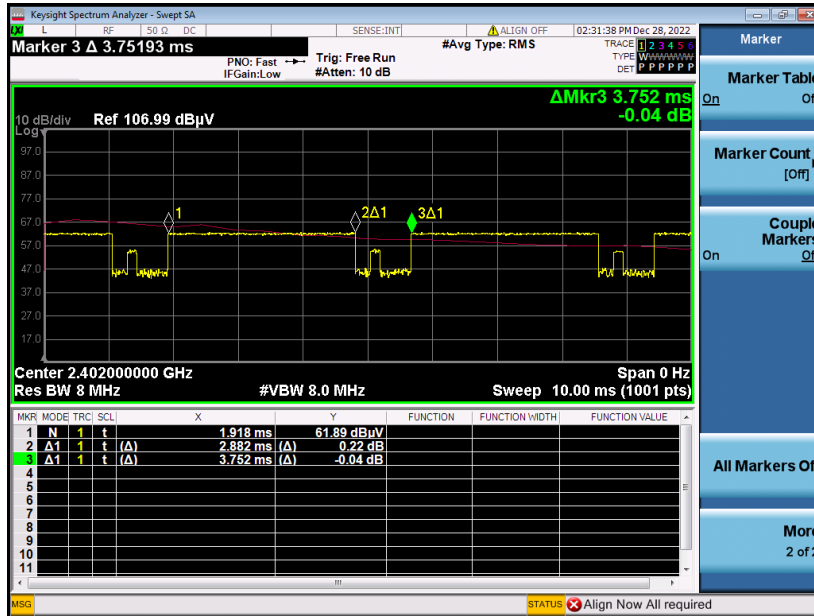 Keysight Spectrum Analyzer - Swept SA
LXI L RF 50 Ω DC SENSE:INT ALIGN OFF 02:31:38 PM Dec 28, 2022
Marker 3 Δ 3.75193 ms
#Avg Type: RMS
TRACE 1 2 3 4 5 6
TYPE W
DET P P P P P P
PNO: Fast
IFGain:Low
Trig: Free Run
#Atten: 10 dB
ΔMkr3 3.752 ms
-0.04 dB
10 dB/div Ref 106.99 dBµV
Log
97.0
87.0
77.0
67.0
57.0
47.0
37.0
27.0
17.0
1
2Δ1
3Δ1
Center 2.402000000 GHz Span 0 Hz
Res BW 8 MHz #VBW 8.0 MHz Sweep 10.00 ms (1001 pts)
MKR MODE TRC SCL X Y FUNCTION FUNCTION WIDTH FUNCTION VALUE
1 N 1 t 1.918 ms 61.89 dBµV
2 Δ1 1 t (Δ) 2.882 ms (Δ) 0.22 dB
3 Δ1 1 t (Δ) 3.752 ms (Δ) -0.04 dB
4
5
6
7
8
9
10
11
MSG STATUS Align Now All required
Marker
Marker Table
On Of
Marker Count
[Off]
Couple
Markers
On Of
All Markers Of
More
2 of 2